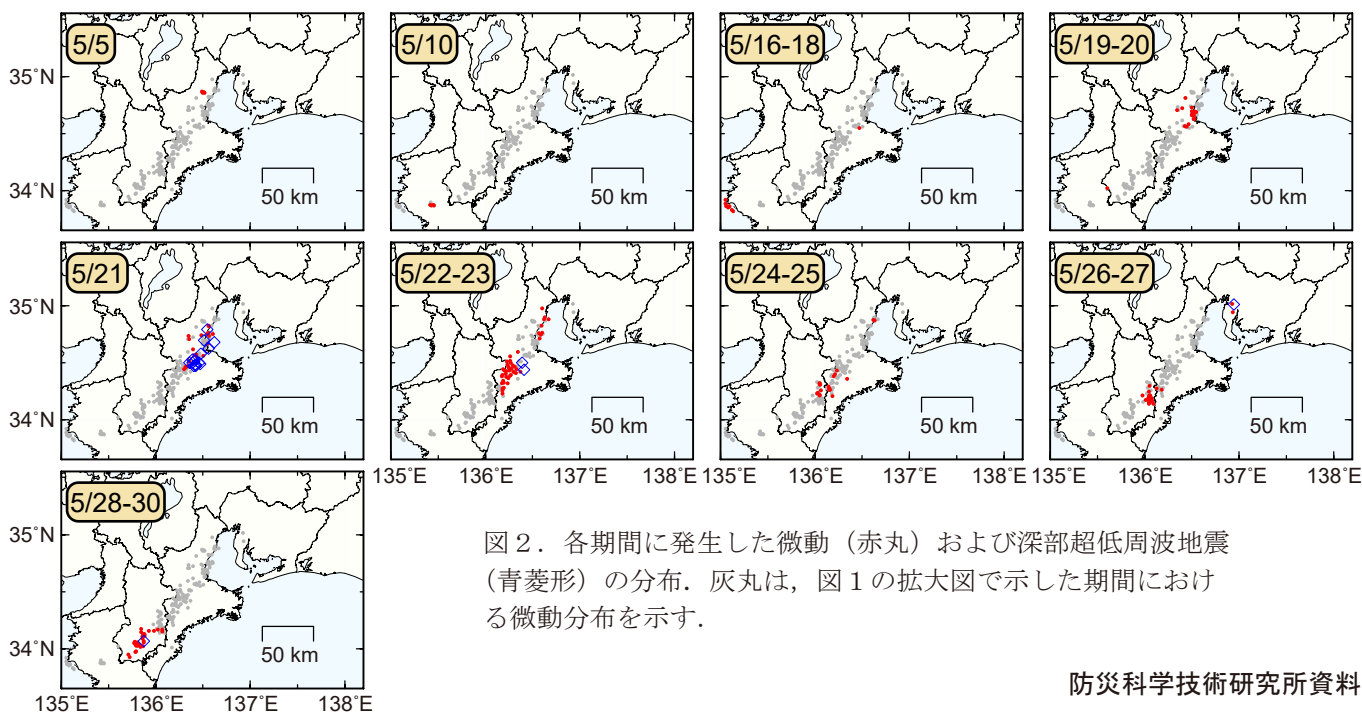 5/5
5/10
5/16-18
5/19-20
35°N
34°N
50 km
50 km
50 km
50 km
5/21
5/22-23
5/24-25
5/26-27
35°N
34°N
50 km
50 km
50 km
50 km
135°E 136°E 137°E 138°E
135°E 136°E 137°E 138°E
135°E 136°E 137°E 138°E
5/28-30
35°N
34°N
50 km
135°E 136°E 137°E 138°E
図２．各期間に発生した微動（赤丸）および深部超低周波地震
（青菱形）の分布．灰丸は，図１の拡大図で示した期間におけ
る微動分布を示す．
防災科学技術研究所資料